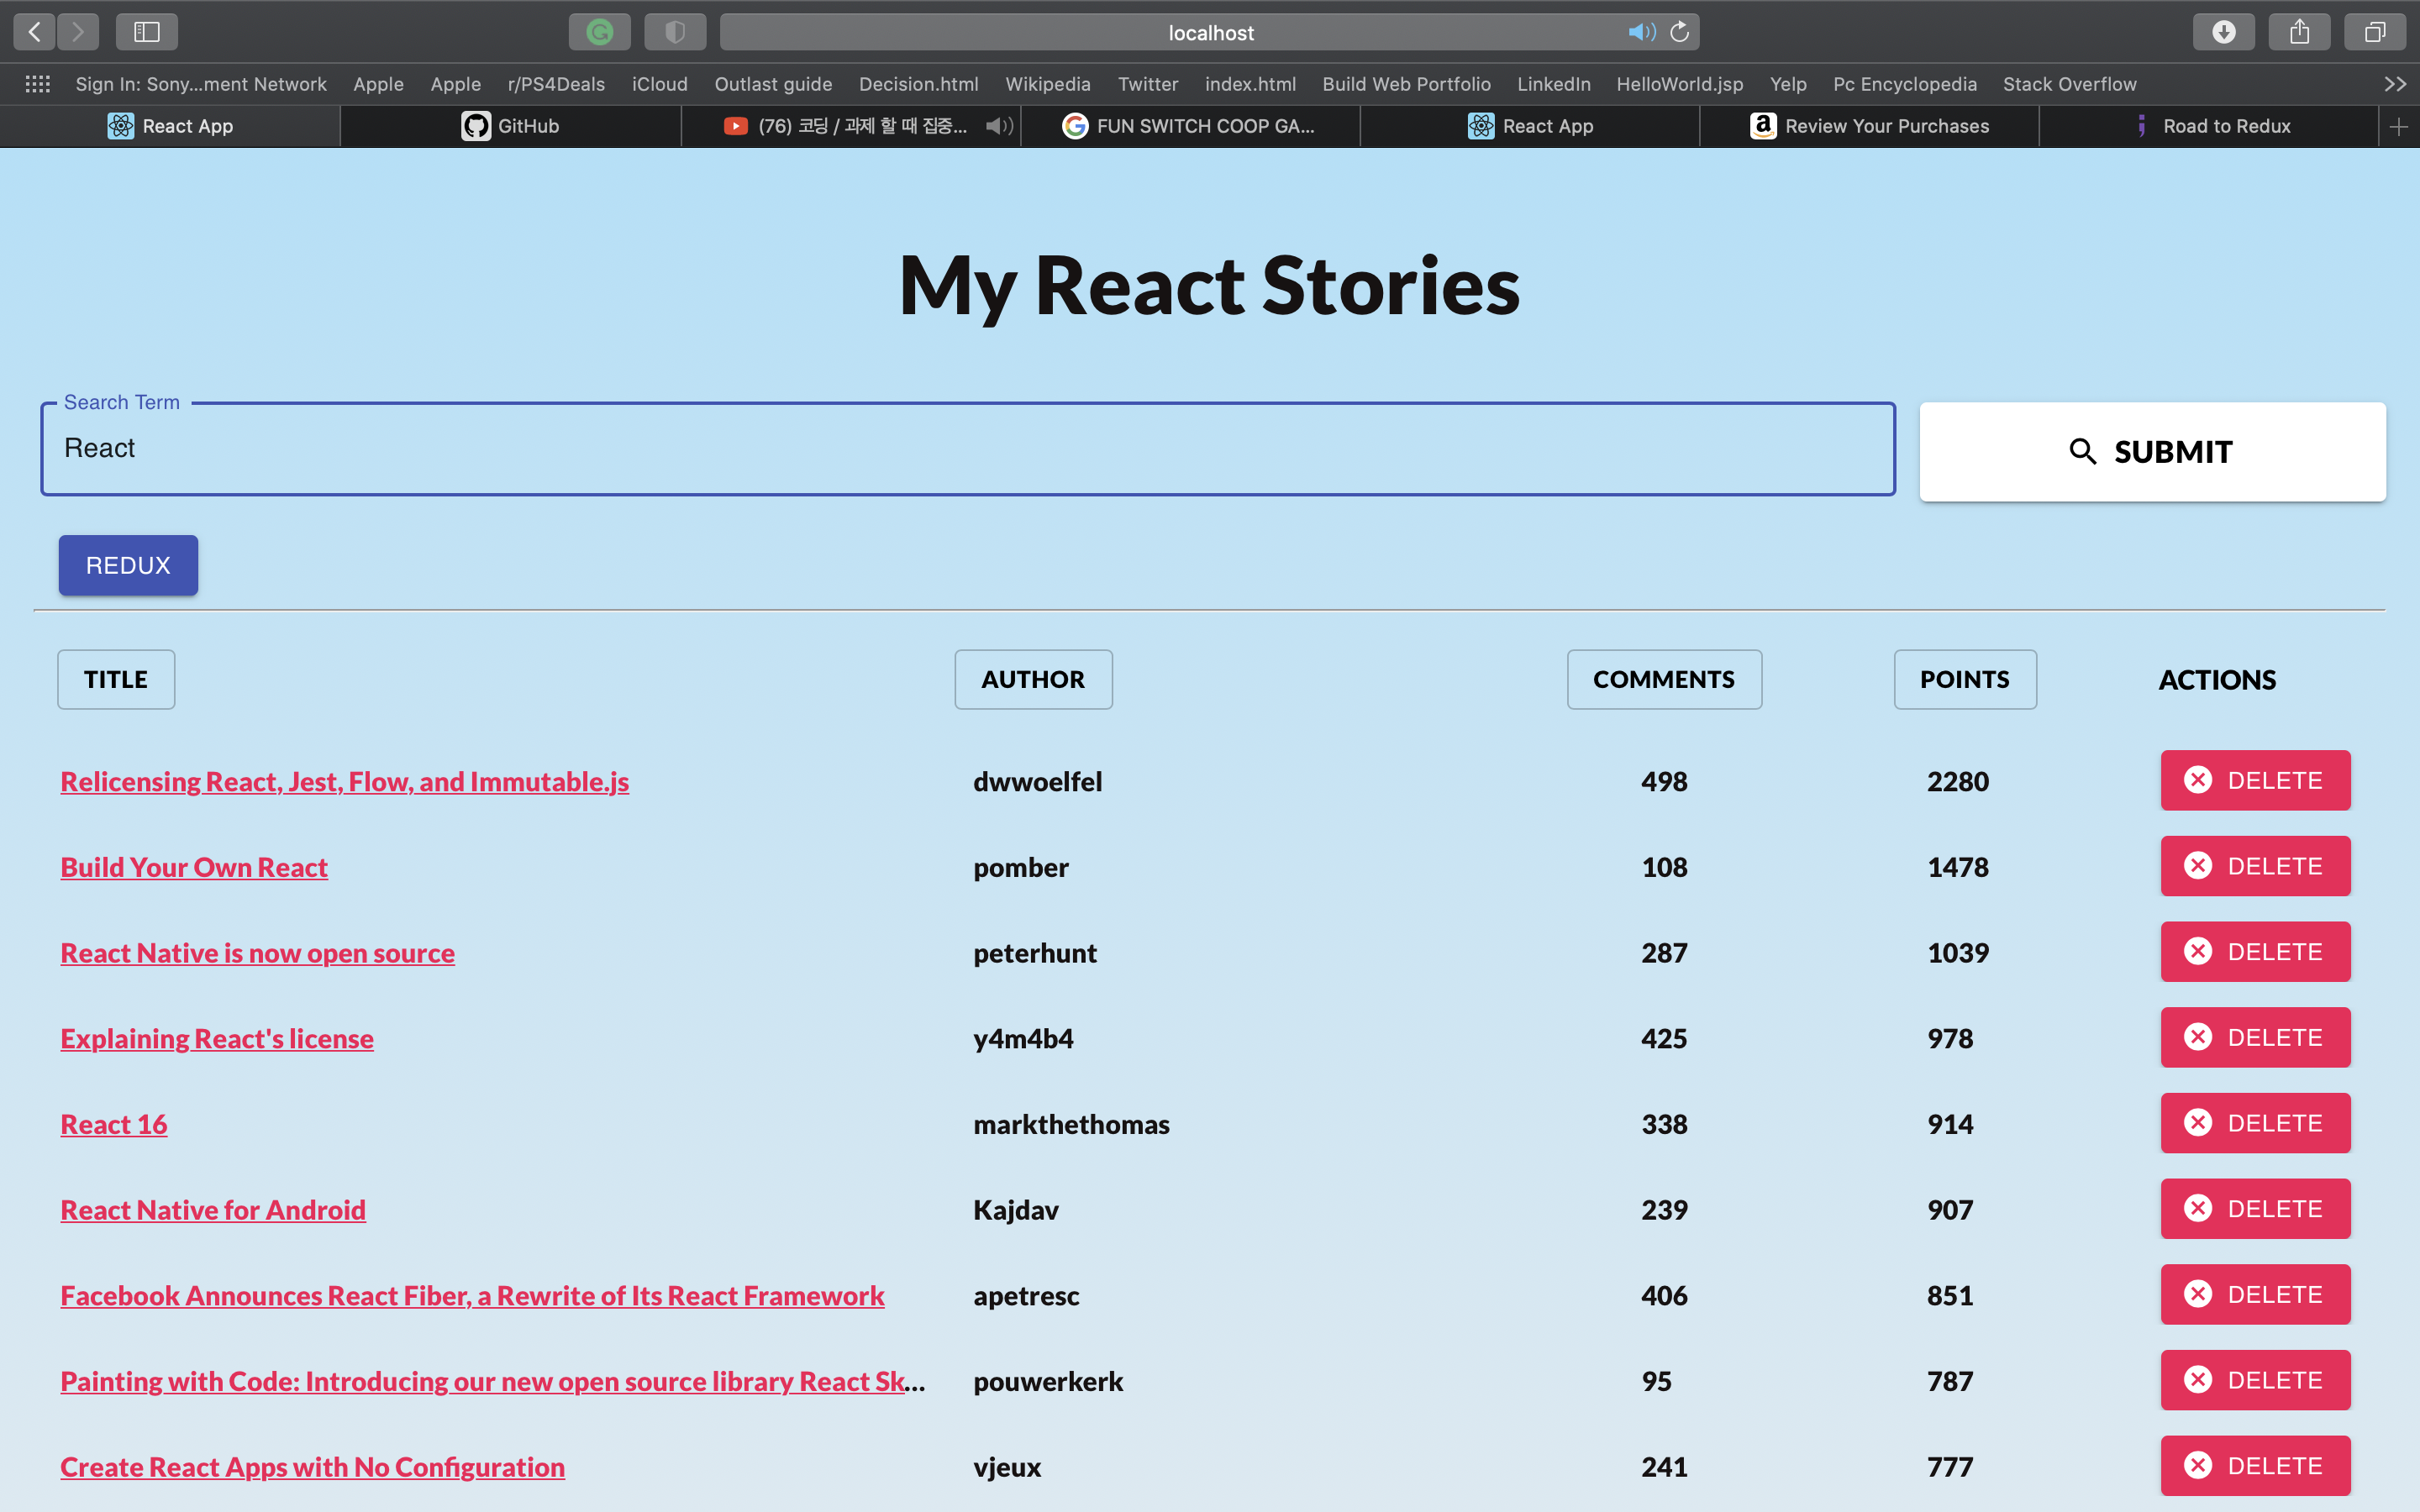 localhost
Sign In: Sony...ment Network Apple Apple r/PS4Deals iCloud Outlast guide Decision.html Wikipedia Twitter index.html Build Web Portfolio LinkedIn HelloWorld.jsp Yelp Pc Encyclopedia Stack Overflow
React App GitHub (76) 코딩 / 과제 할 때 집중... FUN SWITCH COOP GA... React App Review Your Purchases Road to Redux
My React Stories
Search Term
React SUBMIT
REDUX
TITLE AUTHOR COMMENTS POINTS ACTIONS
Relicensing React, Jest, Flow, and Immutable.js dwwoelfel 498 2280 DELETE
Build Your Own React pomber 108 1478 DELETE
React Native is now open source peterhunt 287 1039 DELETE
Explaining React's license y4m4b4 425 978 DELETE
React 16 markthethomas 338 914 DELETE
React Native for Android Kajdav 239 907 DELETE
Facebook Announces React Fiber, a Rewrite of Its React Framework apetresc 406 851 DELETE
Painting with Code: Introducing our new open source library React Sk... pouwerkerk 95 787 DELETE
Create React Apps with No Configuration vjeux 241 777 DELETE